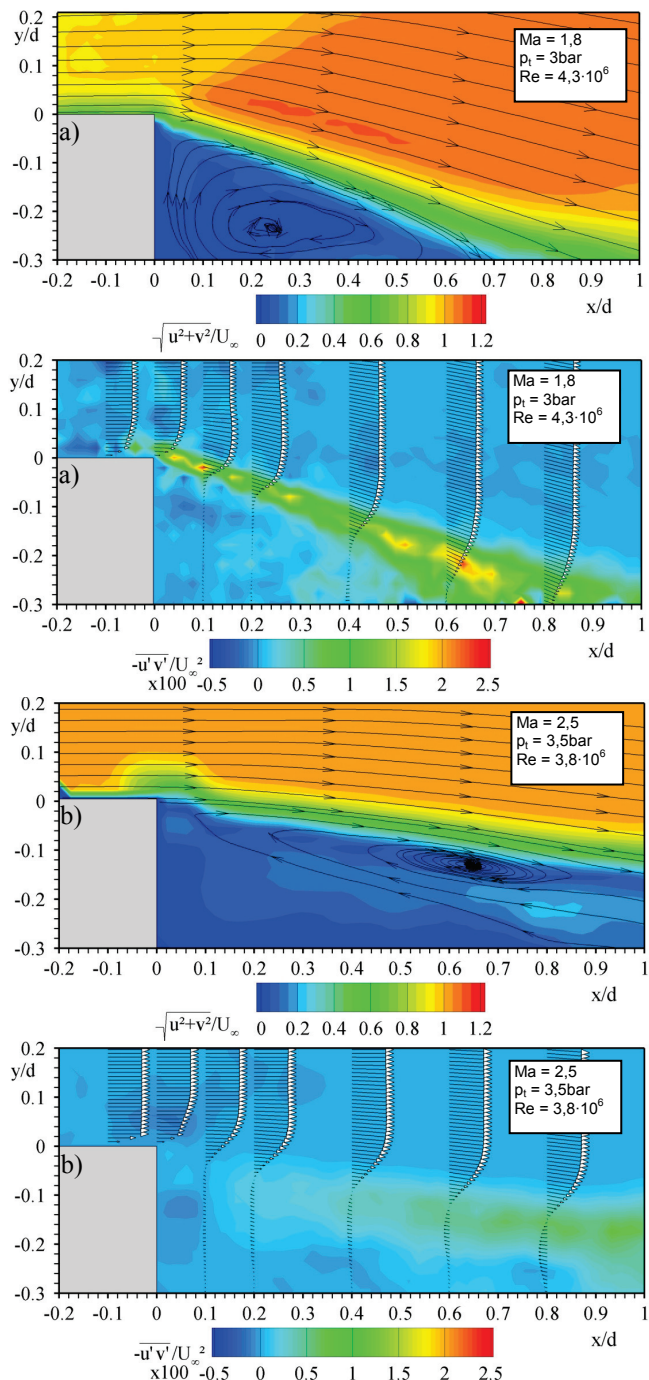 0.2
y/d
0.1
0
-0.1
-0.2
-0.3
a)
Ma = 1,8
pt = 3bar
Re = 4,3·10⁶
-0.2 -0.1 0 0.1 0.2 0.3 0.4 0.5 0.6 0.7 0.8 0.9 1
x/d
√u²+v²/U∞ 0 0.2 0.4 0.6 0.8 1 1.2
0.2
y/d
0.1
0
-0.1
-0.2
-0.3
a)
Ma = 1,8
pt = 3bar
Re = 4,3·10⁶
-0.2 -0.1 0 0.1 0.2 0.3 0.4 0.5 0.6 0.7 0.8 0.9 1
x/d
-u'v'/U∞²
x100 -0.5 0 0.5 1 1.5 2 2.5
0.2
y/d
0.1
0
-0.1
-0.2
-0.3
b)
Ma = 2,5
pt = 3,5bar
Re = 3,8·10⁶
-0.2 -0.1 0 0.1 0.2 0.3 0.4 0.5 0.6 0.7 0.8 0.9 1
x/d
√u²+v²/U∞ 0 0.2 0.4 0.6 0.8 1 1.2
0.2
y/d
0.1
0
-0.1
-0.2
-0.3
b)
Ma = 2,5
pt = 3,5bar
Re = 3,8·10⁶
-0.2 -0.1 0 0.1 0.2 0.3 0.4 0.5 0.6 0.7 0.8 0.9 1
x/d
-u'v'/U∞²
x100 -0.5 0 0.5 1 1.5 2 2.5